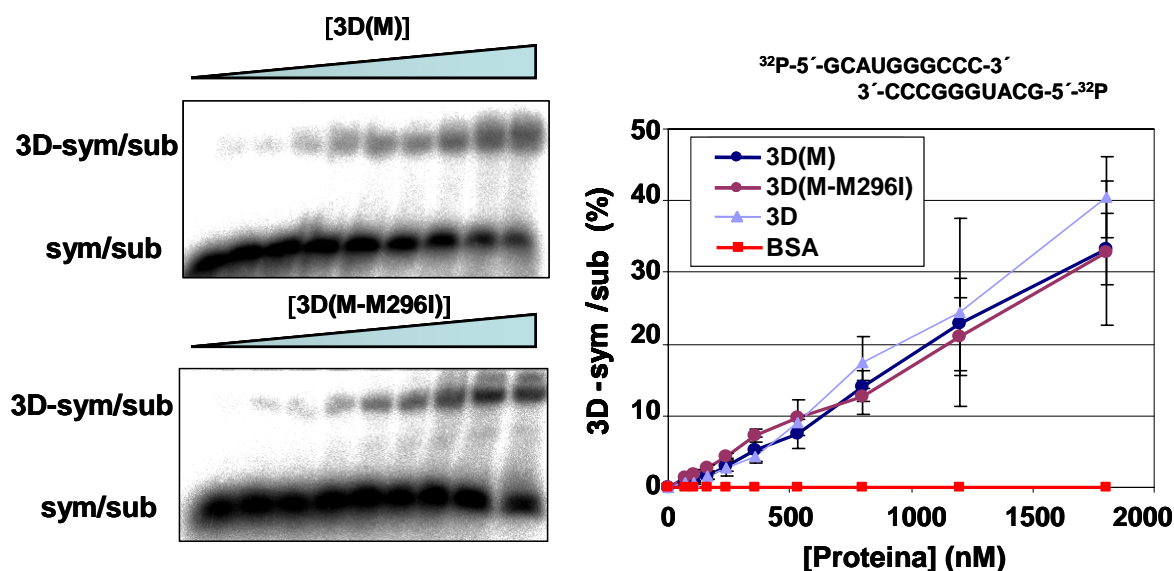 [3D(M)]
3D-sym/sub
sym/sub
[3D(M-M296I)]
3D-sym/sub
sym/sub
³²P-5´-GCAUGGGCCC-3´
3´-CCCGGGUACG-5´-³²P
3D-sym/sub (%)
50
40
30
20
10
0
3D(M)
3D(M-M296I)
3D
BSA
0 500 1000 1500 2000
[Proteina] (nM)